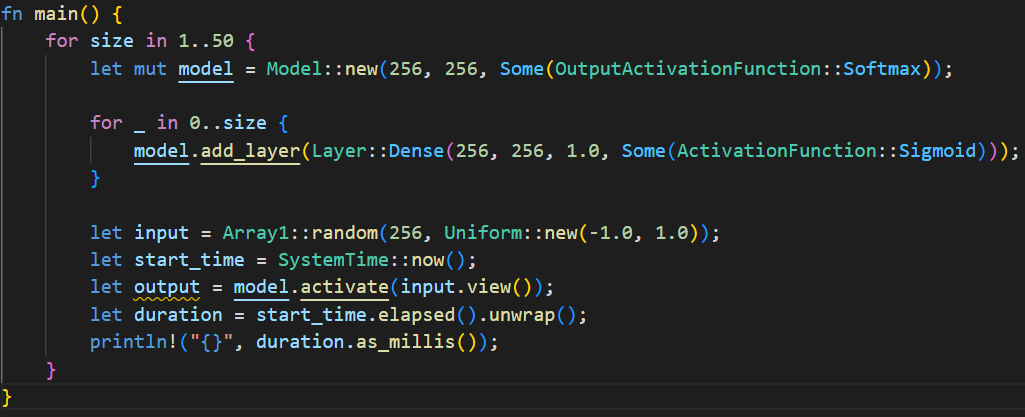 fn main() {
    for size in 1..50 {
        let mut model = Model::new(256, 256, Some(OutputActivationFunction::Softmax));
        for _ in 0..size {
            model.add_layer(Layer::Dense(256, 256, 1.0, Some(ActivationFunction::Sigmoid)));
        }
        let input = Array1::random(256, Uniform::new(-1.0, 1.0));
        let start_time = SystemTime::now();
        let output = model.activate(input.view());
        let duration = start_time.elapsed().unwrap();
        println!("{}", duration.as_millis());
    }
}